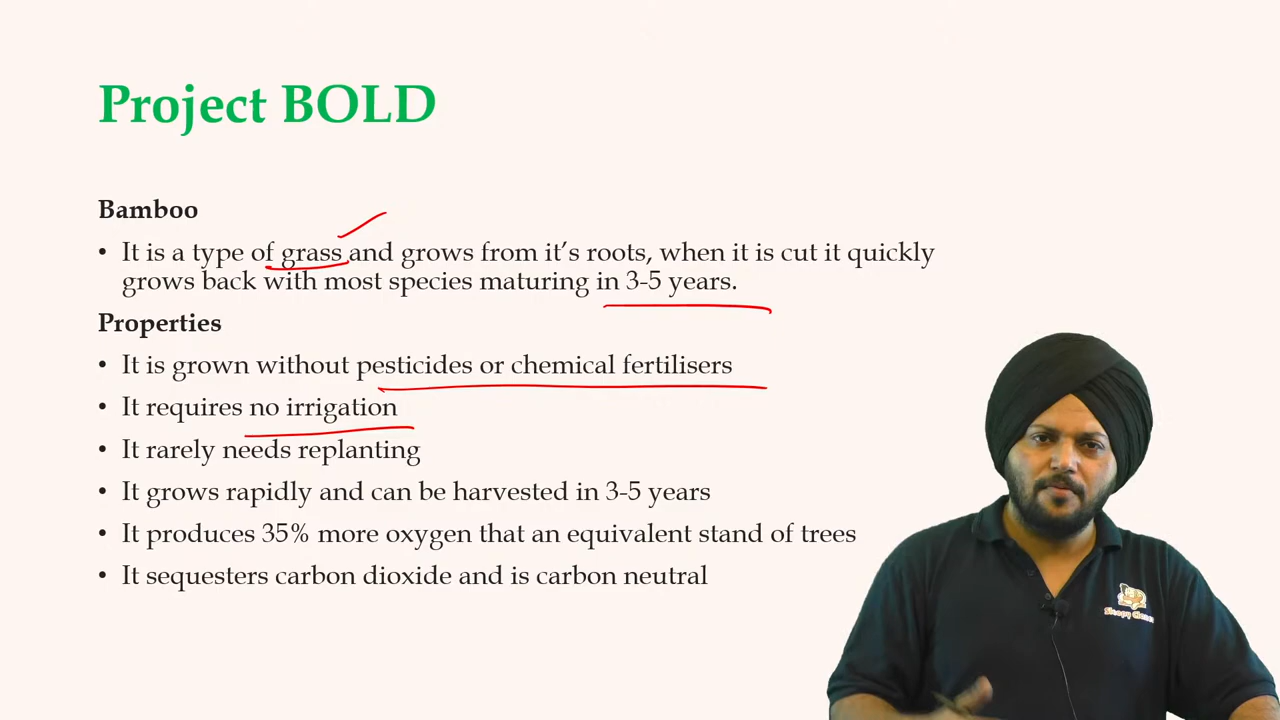 Project BOLD
Bamboo
• It is a type of grass and grows from it's roots, when it is cut it quickly
grows back with most species maturing in 3-5 years.
Properties
• It is grown without pesticides or chemical fertilisers
• It requires no irrigation
• It rarely needs replanting
• It grows rapidly and can be harvested in 3-5 years
• It produces 35% more oxygen that an equivalent stand of trees
• It sequesters carbon dioxide and is carbon neutral